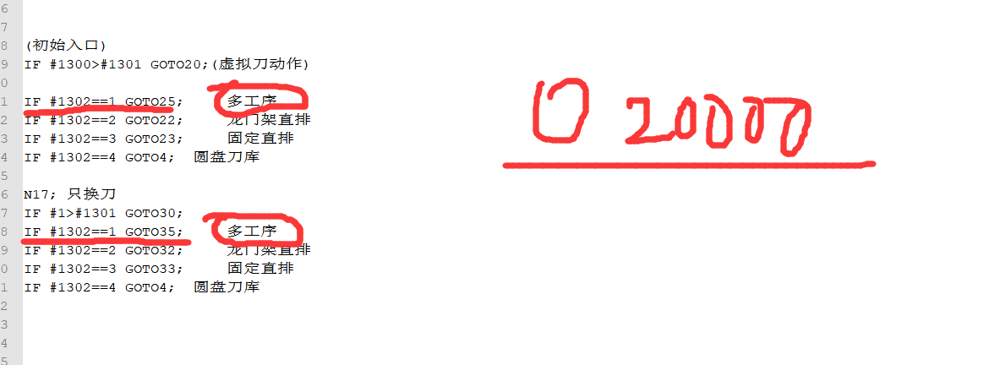 6
7
8 (初始入口)
9 IF #1300>#1301 GOTO20;(虚拟刀动作)
0
1 IF #1302==1 GOTO25; 多工序
2 IF #1302==2 GOTO22; 龙门架直排
3 IF #1302==3 GOTO23; 固定直排
4 IF #1302==4 GOTO4; 圆盘刀库
5
6 N17; 只换刀
7 IF #1>#1301 GOTO30;
8 IF #1302==1 GOTO35; 多工序
9 IF #1302==2 GOTO32; 龙门架直排
0 IF #1302==3 GOTO33; 固定直排
1 IF #1302==4 GOTO4; 圆盘刀库
2
3
4
5
O 20000